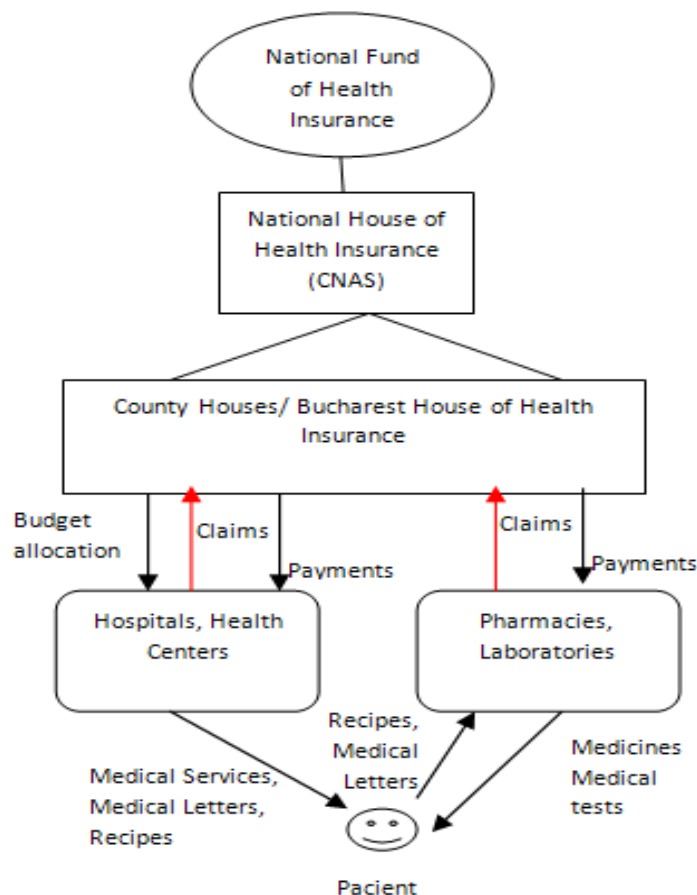 National Fund
of Health
Insurance
National House of
Health Insurance
(CNAS)
County Houses/ Bucharest House of Health
Insurance
Budget
allocation
Claims
Payments
Claims
Payments
Hospitals, Health
Centers
Pharmacies,
Laboratories
Medical Services,
Medical Letters,
Recipes
Recipes,
Medical
Letters
Medicines
Medical
tests
Pacient